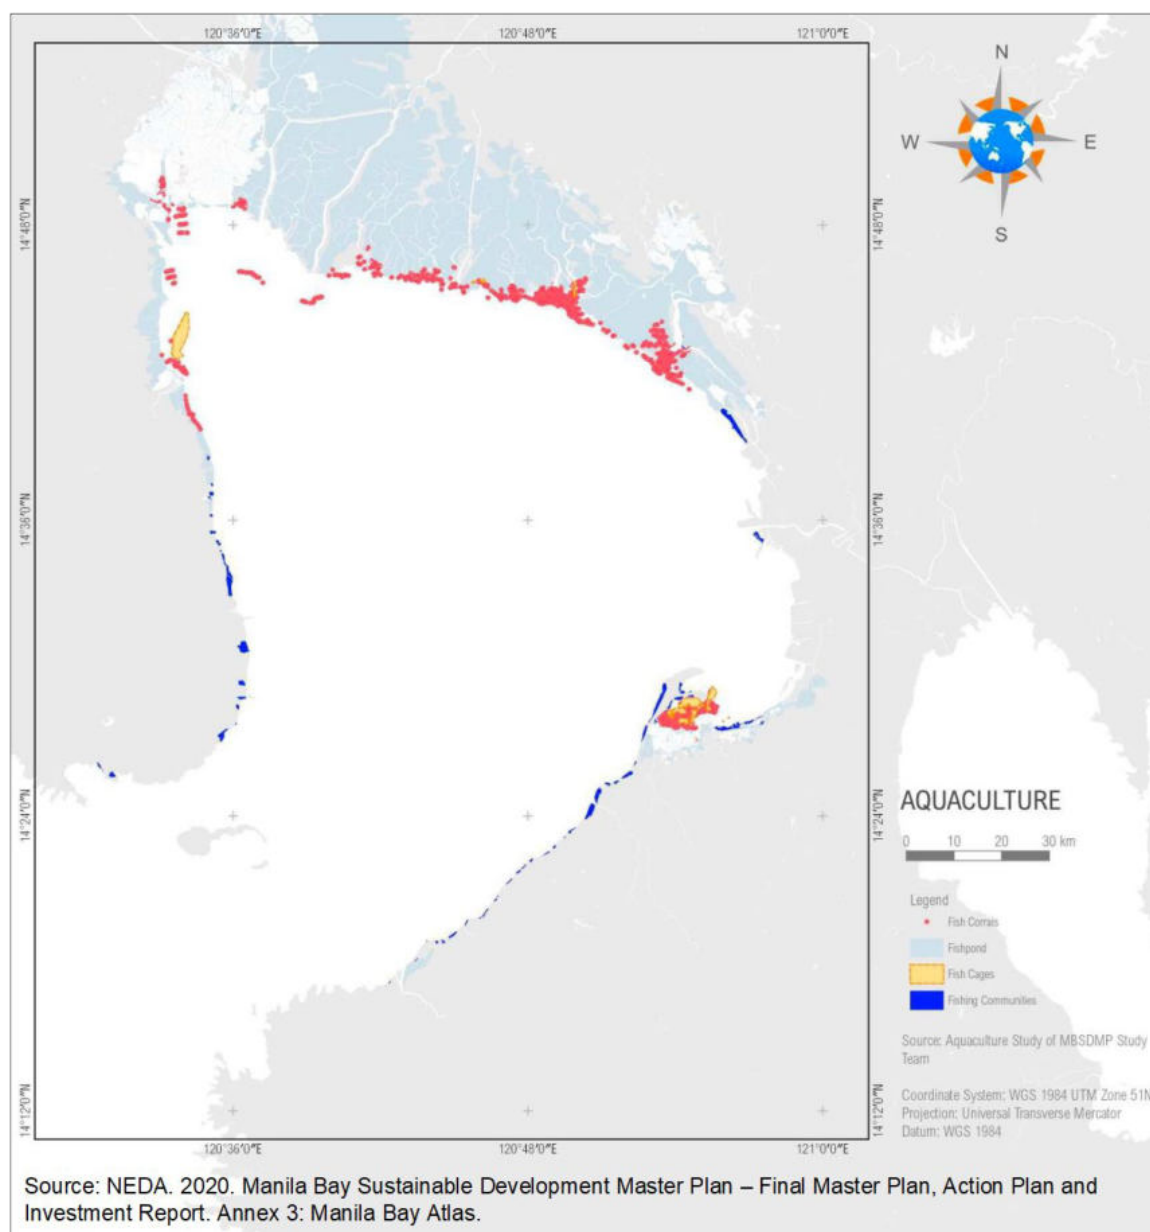 120°36'0"E 120°48'0"E 121°0'0"E
N
W E
S
14°48'0"N 14°48'0"N
14°36'0"N 14°36'0"N
14°24'0"N 14°24'0"N
14°12'0"N 14°12'0"N
120°36'0"E 120°48'0"E 121°0'0"E
AQUACULTURE
0 10 20 30 km
Legend
Fish Corrals
Fishpond
Fish Cages
Fishing Communities
Source: Aquaculture Study of MBSDMP Study
Team
Coordinate System: WGS 1984 UTM Zone 51N
Projection: Universal Transverse Mercator
Datum: WGS 1984
Source: NEDA. 2020. Manila Bay Sustainable Development Master Plan – Final Master Plan, Action Plan and
Investment Report. Annex 3: Manila Bay Atlas.